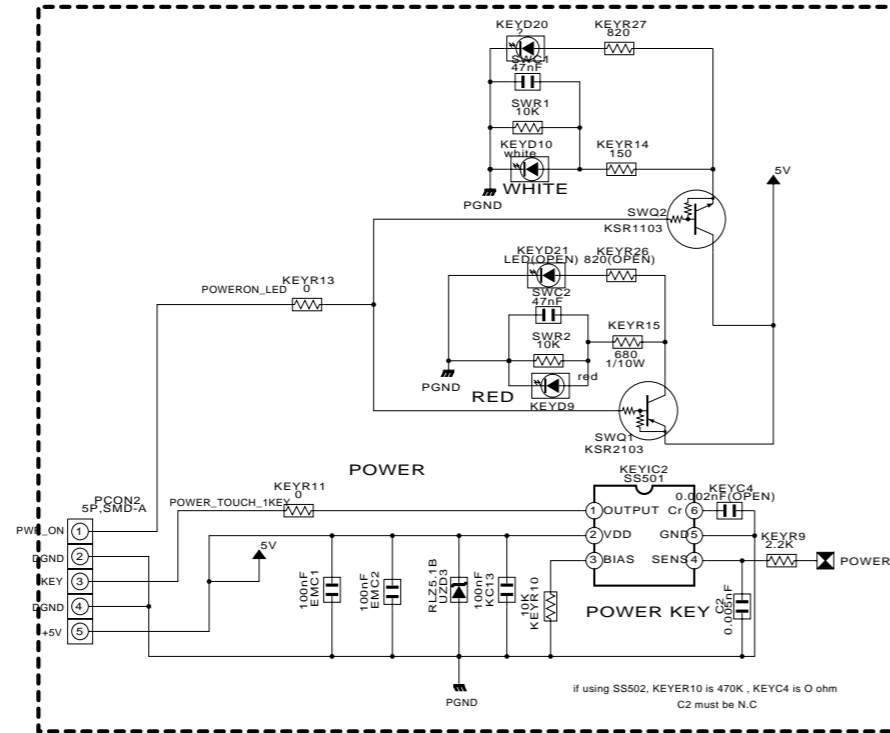 KEYD20
?
KEYR27
820
SWC1
47nF
SWR1
10K
KEYD10
white
KEYR14
150
WHITE
PGND
5V
SWQ2
KSR1103
KEYD21
LED(OPEN)
KEYR26
820(OPEN)
SWC2
47nF
KEYR13
0
POWERON_LED
KEYR15
680
1/10W
SWR2
10K
PGND
red
RED
KEYD9
SWQ1
KSR2103
POWER
KEYIC2
SS501
KEYR11
0
POWER_TOUCH_1KEY
KEYC4
0.002nF(OPEN)
PCON2
5P,SMD-A
1 OUTPUT
Cr 6
PWR_ON 1
2 VDD
GND 5
KEYR9
2.2K
DGND 2
5V
3 BIAS
SENS 4
POWER
KEY 3
100nF
EMC1
100nF
EMC2
RLZ5.1B
UZD3
100nF
KC13
10K
KEYR10
DGND 4
POWER KEY
C2
0.005nF
+5V 5
PGND
if using SS502, KEYER10 is 470K , KEYC4 is O ohm
C2 must be N.C